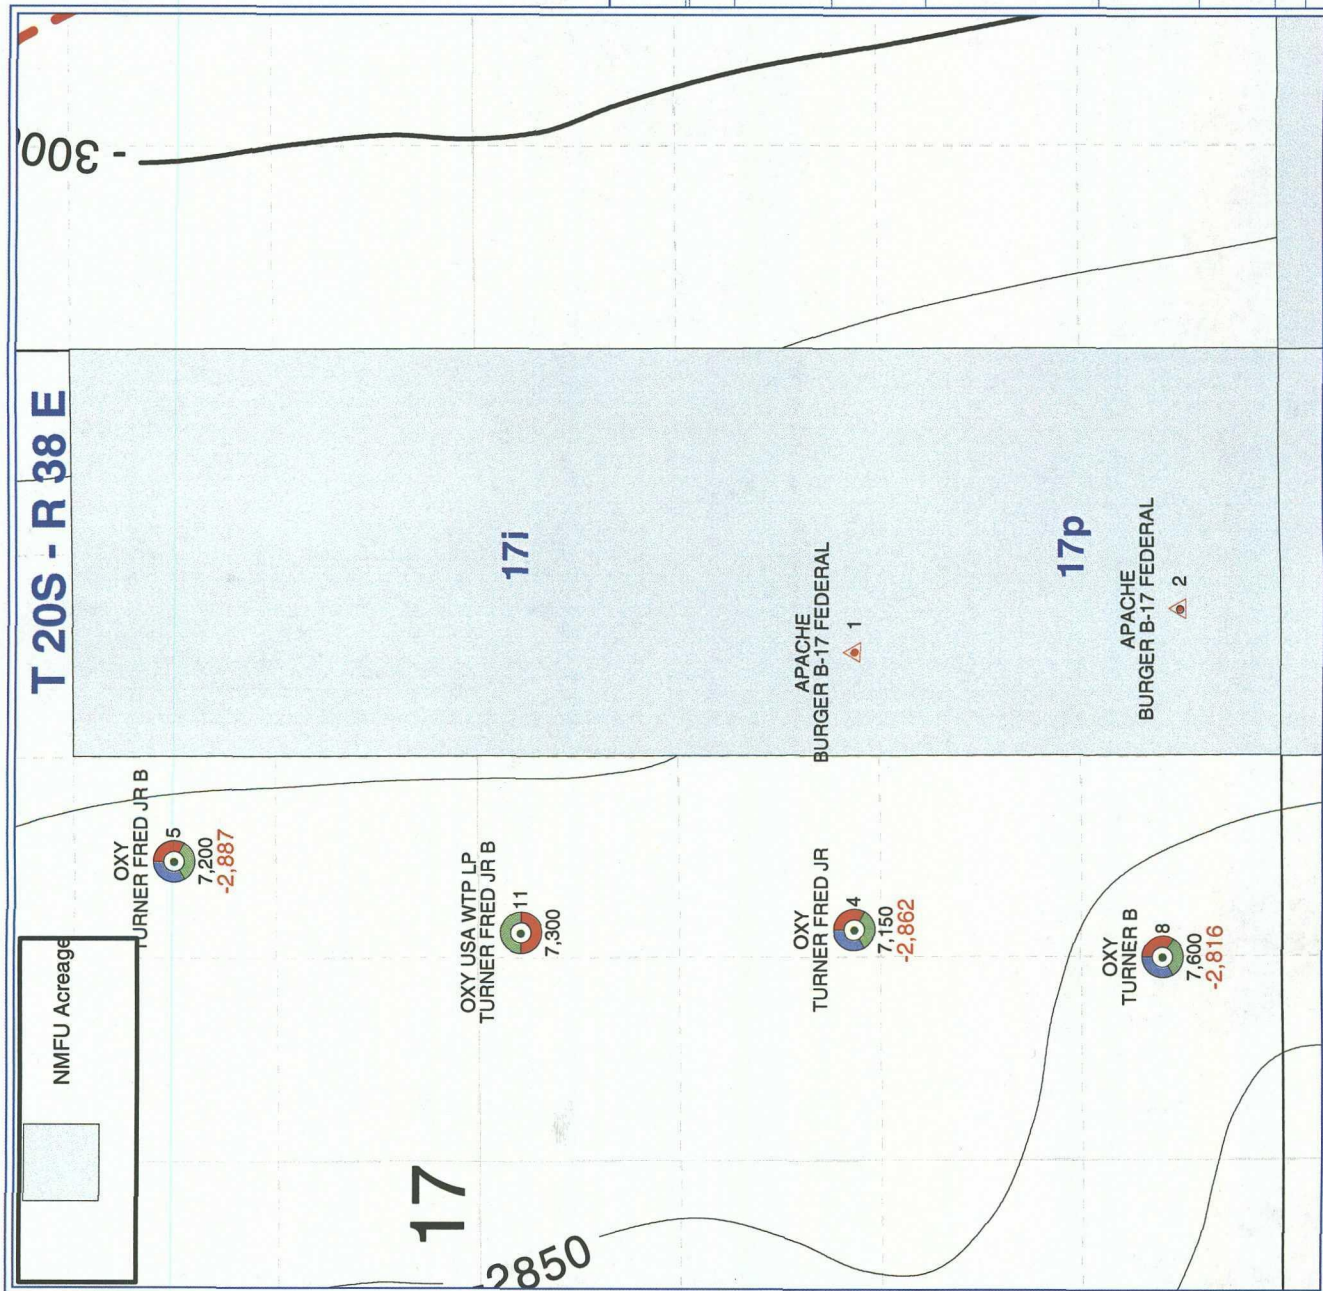 T 20S - R 38 E
- 300
17i
17p
APACHE
BURGER B-17 FEDERAL
1
APACHE
BURGER B-17 FEDERAL
2
OXY
TURNER FRED JR B
5
7,200
-2,887
OXY USA WTP LP
TURNER FRED JR B
11
7,300
OXY
TURNER FRED JR
4
7,150
-2,862
OXY
TURNER B
8
7,600
-2,816
NMFU Acreage
17
2850